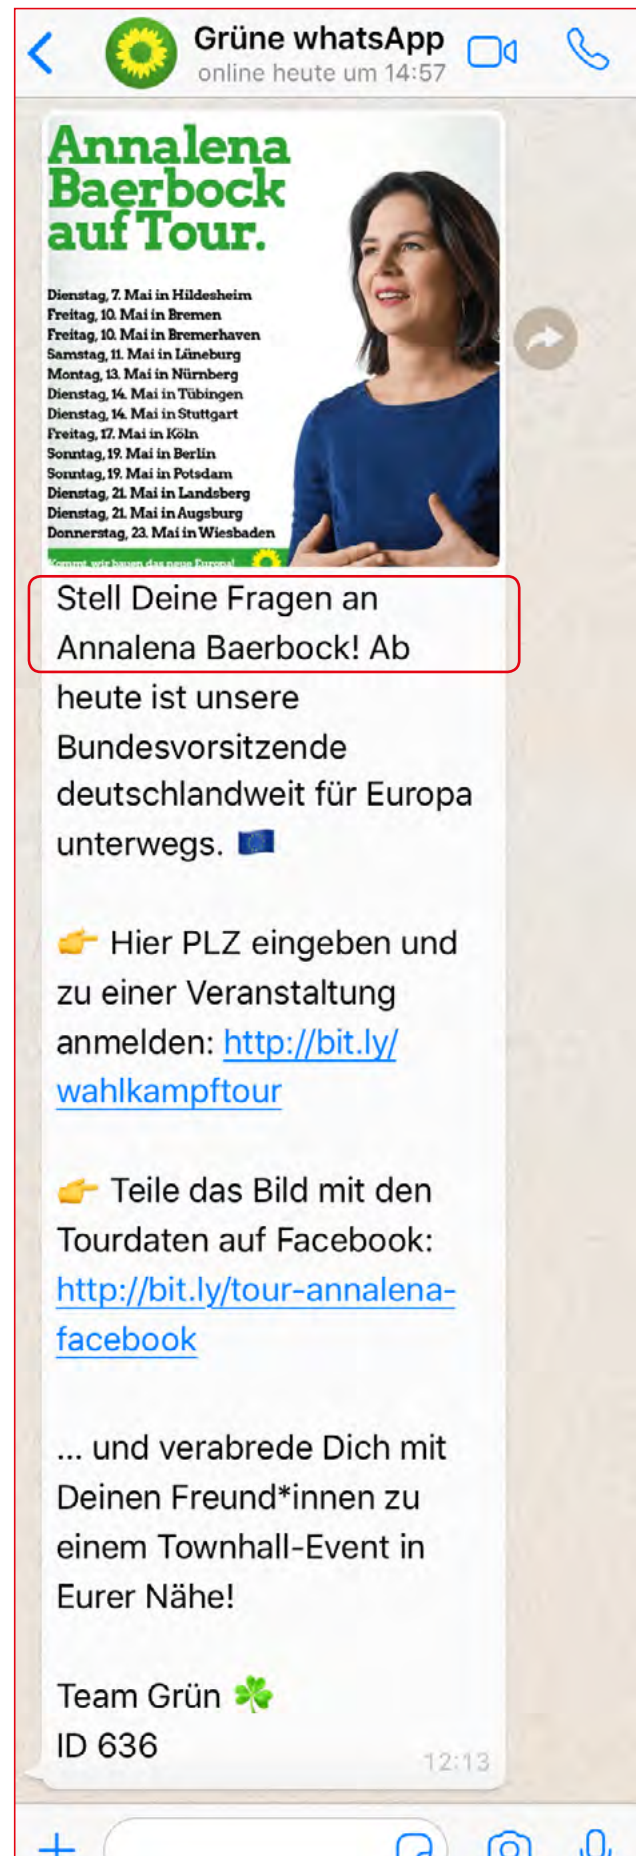 Grüne whatsApp
online heute um 14:57
Annalena
Baerbock
auf Tour.
Dienstag, 7. Mai in Hildesheim
Freitag, 10. Mai in Bremen
Freitag, 10. Mai in Bremerhaven
Samstag, 11. Mai in Lüneburg
Montag, 13. Mai in Nürnberg
Dienstag, 14. Mai in Tübingen
Dienstag, 14. Mai in Stuttgart
Freitag, 17. Mai in Köln
Sonntag, 19. Mai in Berlin
Sonntag, 19. Mai in Potsdam
Dienstag, 21. Mai in Landsberg
Dienstag, 21. Mai in Augsburg
Donnerstag, 23. Mai in Wiesbaden
Kommt, wir bauen das neue Europa!
Stell Deine Fragen an
Annalena Baerbock! Ab
heute ist unsere
Bundesvorsitzende
deutschlandweit für Europa
unterwegs. 🇪🇺
👉 Hier PLZ eingeben und
zu einer Veranstaltung
anmelden: http://bit.ly/
wahlkampftour
👉 Teile das Bild mit den
Tourdaten auf Facebook:
http://bit.ly/tour-annalena-
facebook
... und verabrede Dich mit
Deinen Freund*innen zu
einem Townhall-Event in
Eurer Nähe!
Team Grün ☘️
ID 636
12:13